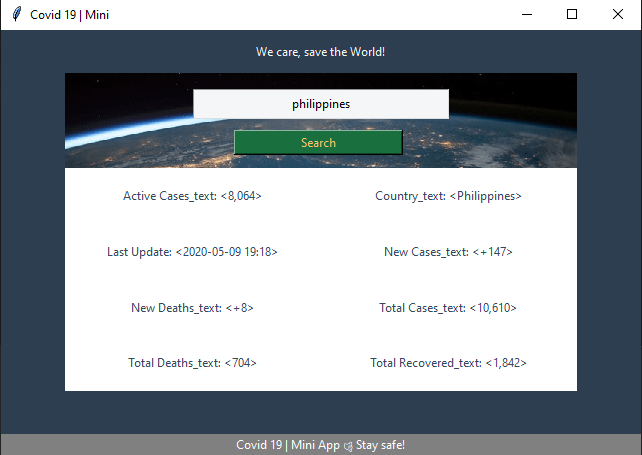 Covid 19 | Mini
We care, save the World!
philippines
Search
Active Cases_text: <8,064>
Country_text: <Philippines>
Last Update: <2020-05-09 19:18>
New Cases_text: <+147>
New Deaths_text: <+8>
Total Cases_text: <10,610>
Total Deaths_text: <704>
Total Recovered_text: <1,842>
Covid 19 | Mini App Stay safe!